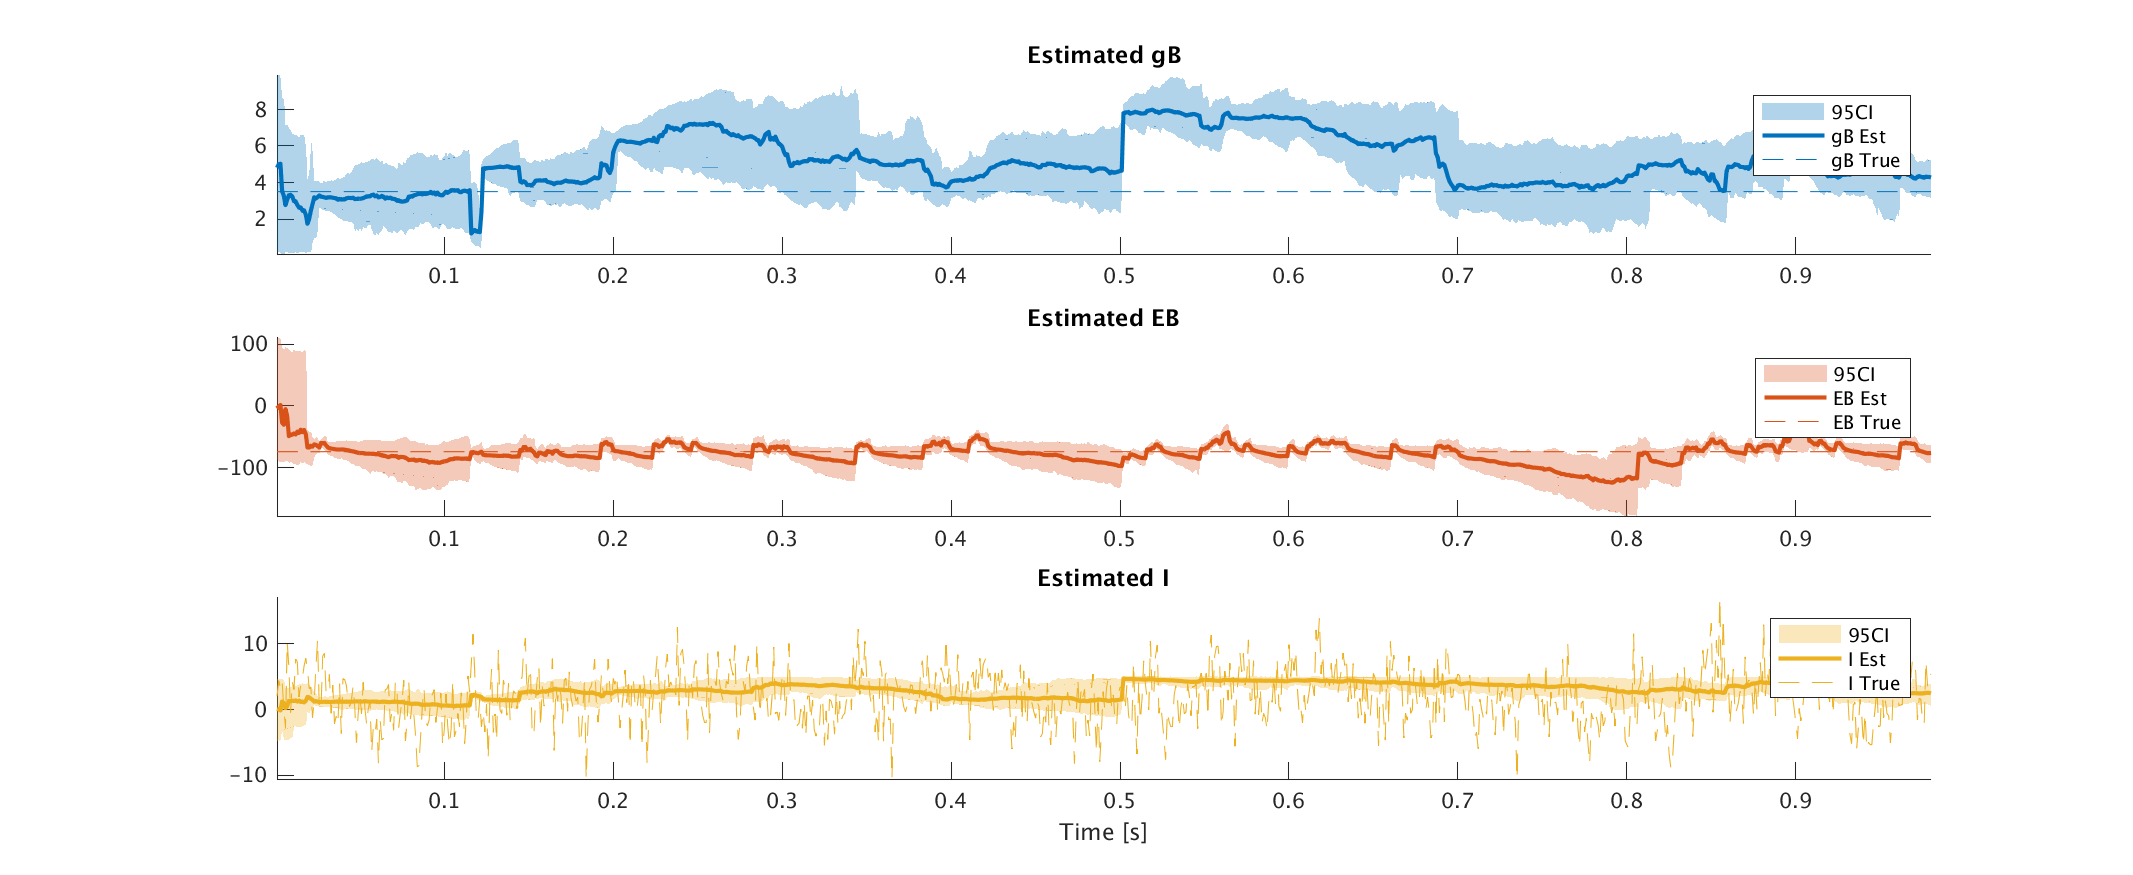 Estimated gB
8
6
4
2
95CI
gB Est
gB True
0.1 0.2 0.3 0.4 0.5 0.6 0.7 0.8 0.9
Estimated EB
100
0
-100
95CI
EB Est
EB True
0.1 0.2 0.3 0.4 0.5 0.6 0.7 0.8 0.9
Estimated I
10
0
-10
95CI
I Est
I True
0.1 0.2 0.3 0.4 0.5 0.6 0.7 0.8 0.9
Time [s]